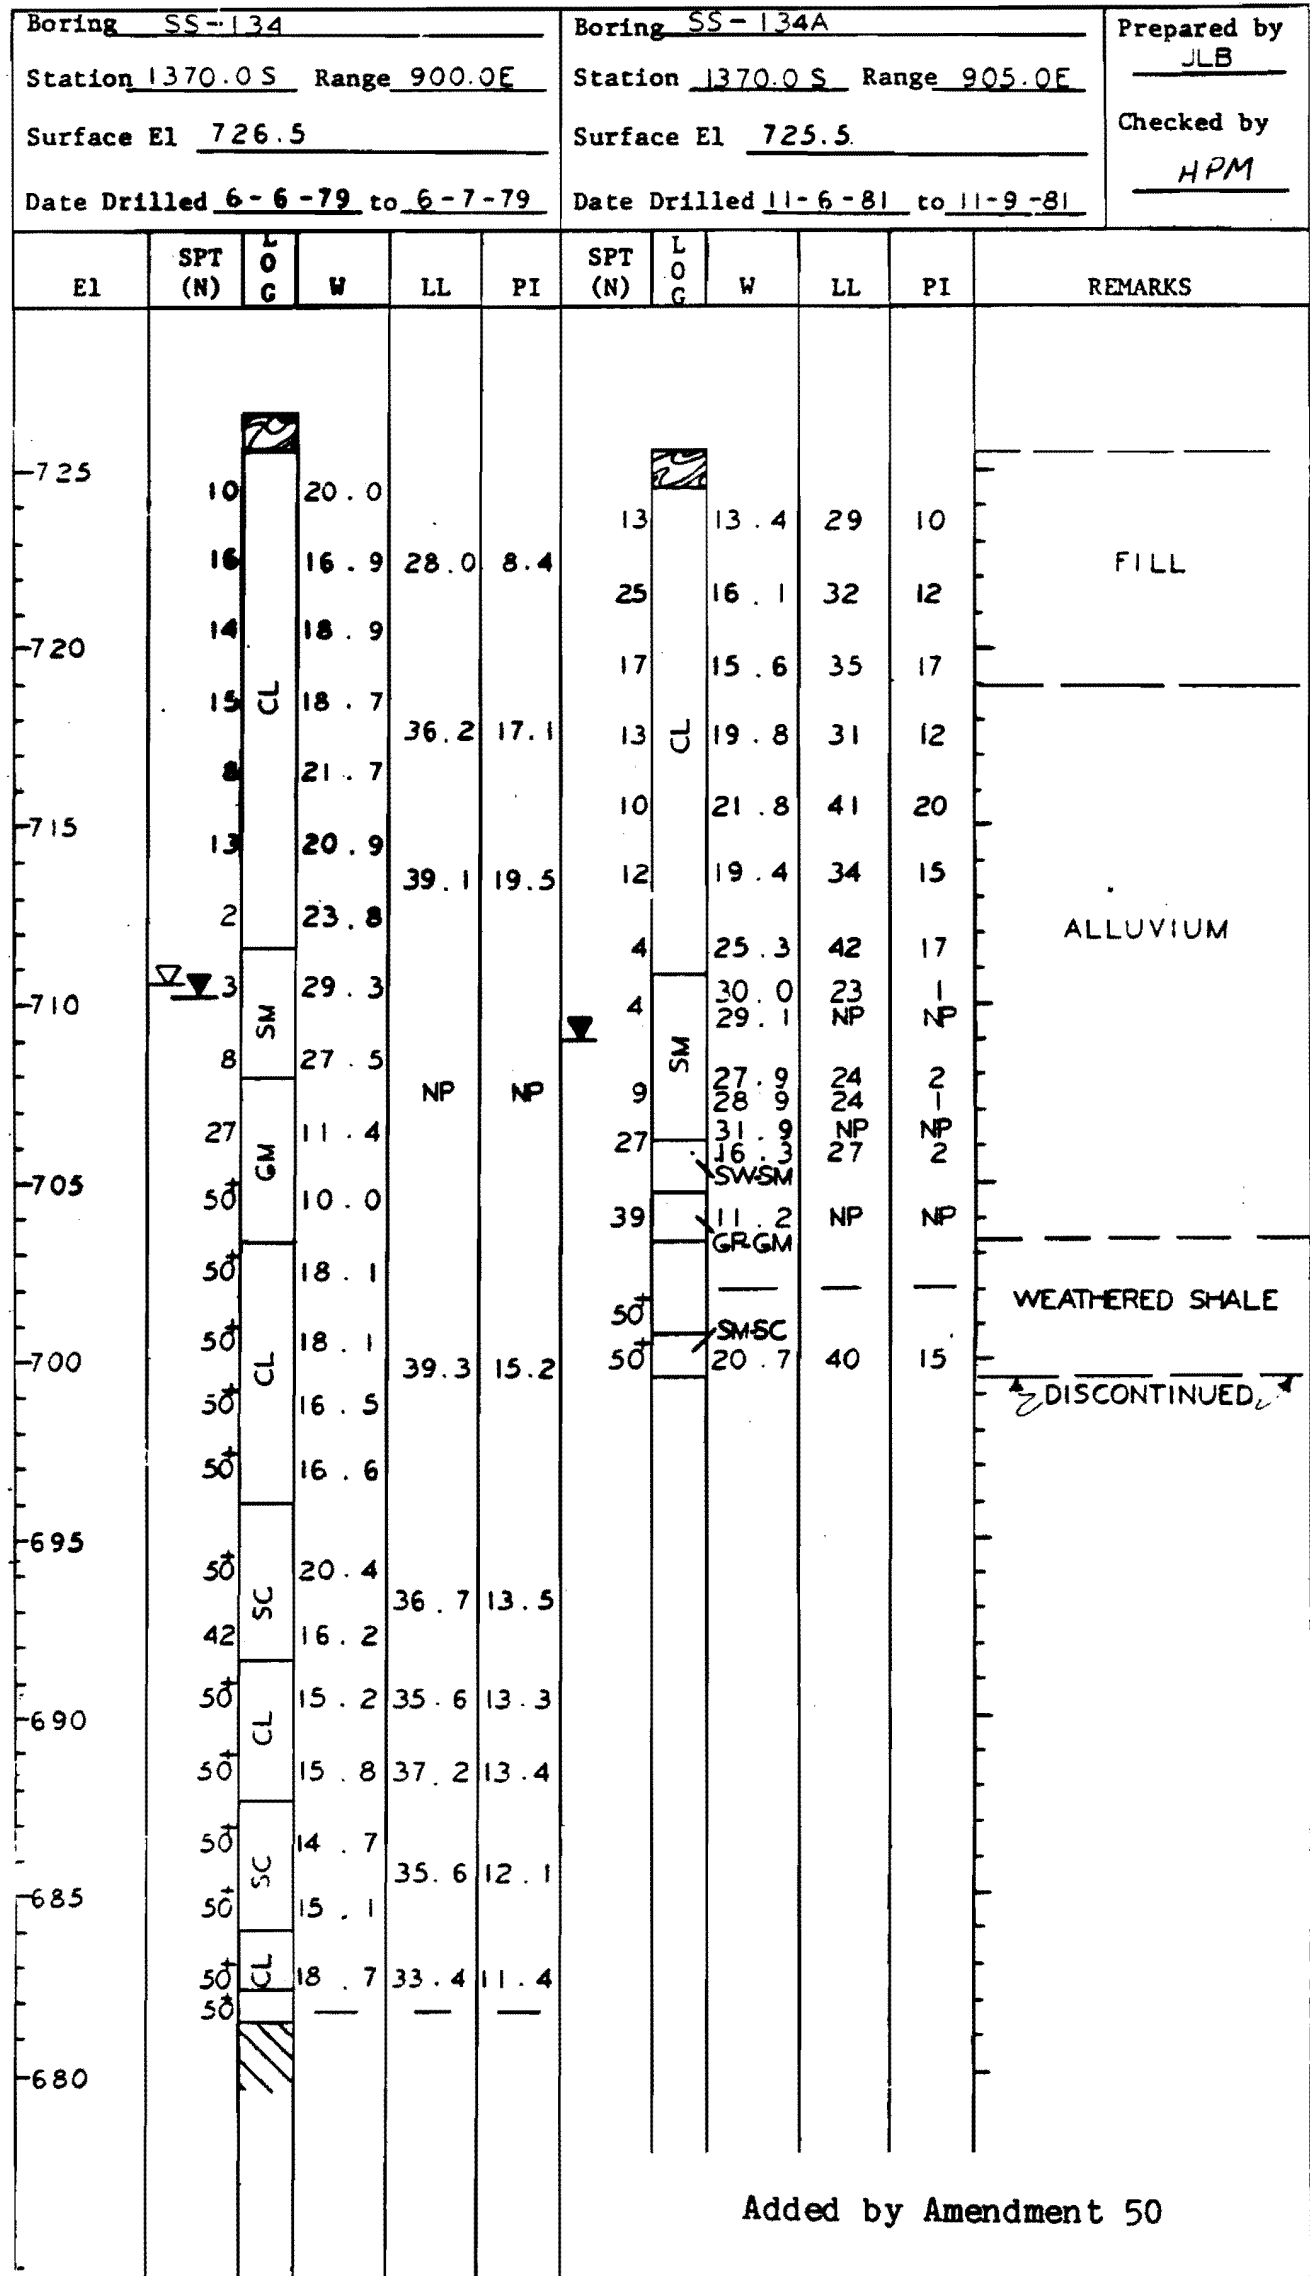 Boring SS-134 Boring SS-134A Prepared by
JLB
Station 1370.0 S Range 900.0E Station 1370.0 S Range 905.0E
Surface El 726.5 Surface El 725.5 Checked by
HPM
Date Drilled 6-6-79 to 6-7-79 Date Drilled 11-6-81 to 11-9-81
El SPT (N) LOG W LL PI SPT (N) LOG W LL PI REMARKS
725
10 20.0
13 13.4 29 10
16 16.9 28.0 8.4 FILL
25 16.1 32 12
14 18.9
720
17 15.6 35 17
15 CL 18.7
36.2 17.1 13 CL 19.8 31 12
8 21.7
10 21.8 41 20
715
13 20.9
39.1 19.5 12 19.4 34 15
2 23.8 ALLUVIUM
4 25.3 42 17
3 29.3 30.0 23 1
710 4 29.1 NP NP
SM
8 27.5 SM
27.9 24 2
NP NP 9 28 9 24 1
27 11.4 31.9 NP NP
27 16.3 27 2
GM SW-SM
705
50+ 10.0
39 11.2 NP NP
GP-GM
50+ 18.1
— — —
WEATHERED SHALE
50+
50+ 18.1 SM-SC
700 CL 39.3 15.2 50+ 20.7 40 15
50+ 16.5 DISCONTINUED
50+ 16.6
695
50+ 20.4
SC 36.7 13.5
42 16.2
50+ 15.2 35.6 13.3
690 CL
50+ 15.8 37.2 13.4
50+ 14.7
SC 35.6 12.1
685
50+ 15.1
50+ CL 18.7 33.4 11.4
50+ — — —
680
Added by Amendment 50